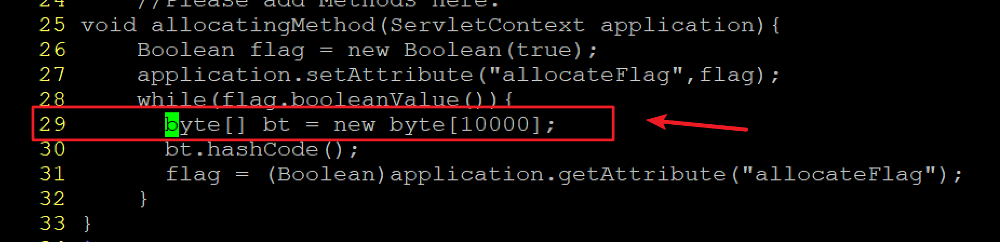 24     //Please add Methods here.
25 void allocatingMethod(ServletContext application){
26     Boolean flag = new Boolean(true);
27     application.setAttribute("allocateFlag",flag);
28     while(flag.booleanValue()){
29       byte[] bt = new byte[10000];
30       bt.hashCode();
31       flag = (Boolean)application.getAttribute("allocateFlag");
32     }
33 }